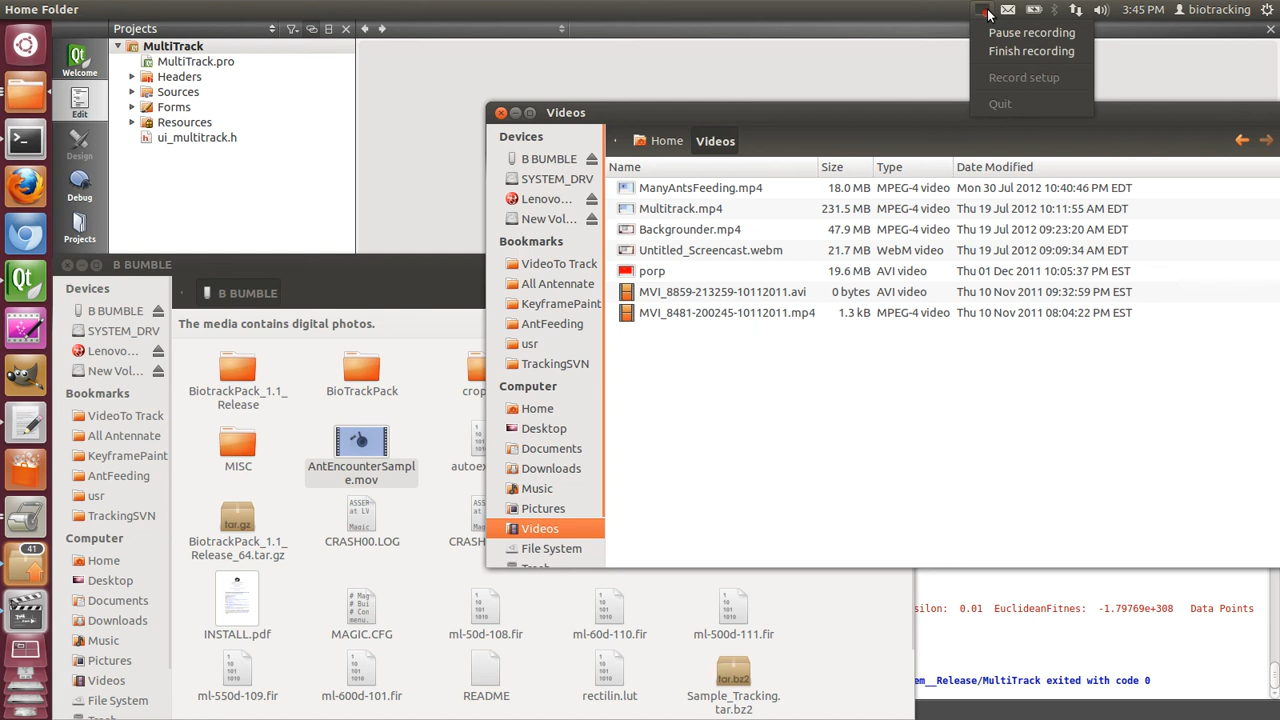 Home Folder
3:45 PM
biotracking
Pause recording
Finish recording
Record setup
Quit
Projects
MultiTrack
MultiTrack.pro
Headers
Sources
Forms
Resources
ui_multitrack.h
Welcome
Edit
Design
Debug
Projects
41
Videos
Devices
B BUMBLE
SYSTEM_DRV
Lenovo...
New Vol...
Bookmarks
VideoTo Track
All Antennate
KeyframePaint
AntFeeding
usr
TrackingSVN
Computer
Home
Desktop
Documents
Downloads
Music
Pictures
Videos
File System
Home
Videos
Name Size Type Date Modified
ManyAntsFeeding.mp4 18.0 MB MPEG-4 video Mon 30 Jul 2012 10:40:46 PM EDT
Multitrack.mp4 231.5 MB MPEG-4 video Thu 19 Jul 2012 10:11:55 AM EDT
Backgrounder.mp4 47.9 MB MPEG-4 video Thu 19 Jul 2012 09:23:20 AM EDT
Untitled_Screencast.webm 21.7 MB WebM video Thu 19 Jul 2012 09:09:34 AM EDT
porp 19.6 MB AVI video Thu 01 Dec 2011 10:05:37 PM EST
MVI_8859-213259-10112011.avi 0 bytes AVI video Thu 10 Nov 2011 09:32:59 PM EST
MVI_8481-200245-10112011.mp4 1.3 kB MPEG-4 video Thu 10 Nov 2011 08:04:22 PM EST
B BUMBLE
Devices
B BUMBLE
SYSTEM_DRV
Lenovo...
New Vol...
Bookmarks
VideoTo Track
All Antennate
KeyframePaint
AntFeeding
usr
TrackingSVN
Computer
Home
Desktop
Documents
Downloads
Music
Pictures
Videos
File System
B BUMBLE
The media contains digital photos.
BiotrackPack_1.1_
Release
BioTrackPack
crop
MISC
AntEncounterSampl
e.mov
autoex
BiotrackPack_1.1_
Release_64.tar.gz
CRASH00.LOG
CRASH
INSTALL.pdf
MAGIC.CFG
ml-50d-108.fir
ml-60d-110.fir
ml-500d-111.fir
ml-550d-109.fir
ml-600d-101.fir
README
rectilin.lut
Sample_Tracking.
tar.bz2
silon: 0.01 EuclideanFitnes: -1.79769e+308 Data Points
m__Release/MultiTrack exited with code 0